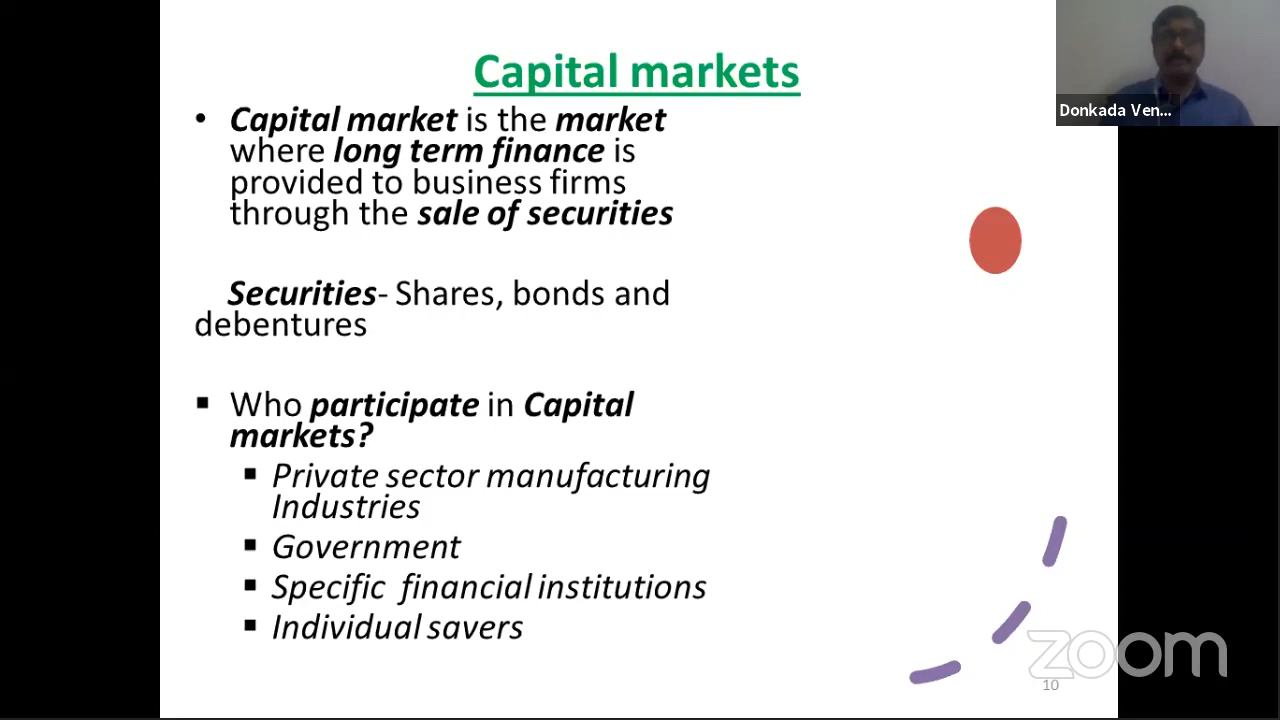 Capital markets
• Capital market is the market
where long term finance is
provided to business firms
through the sale of securities
Securities- Shares, bonds and
debentures
▪ Who participate in Capital
markets?
▪ Private sector manufacturing
Industries
▪ Government
▪ Specific financial institutions
▪ Individual savers
Donkada Ven...
zoom
10